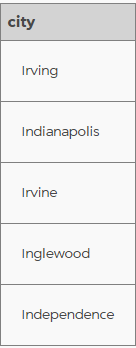 city
Irving
Indianapolis
Irvine
Inglewood
Independence